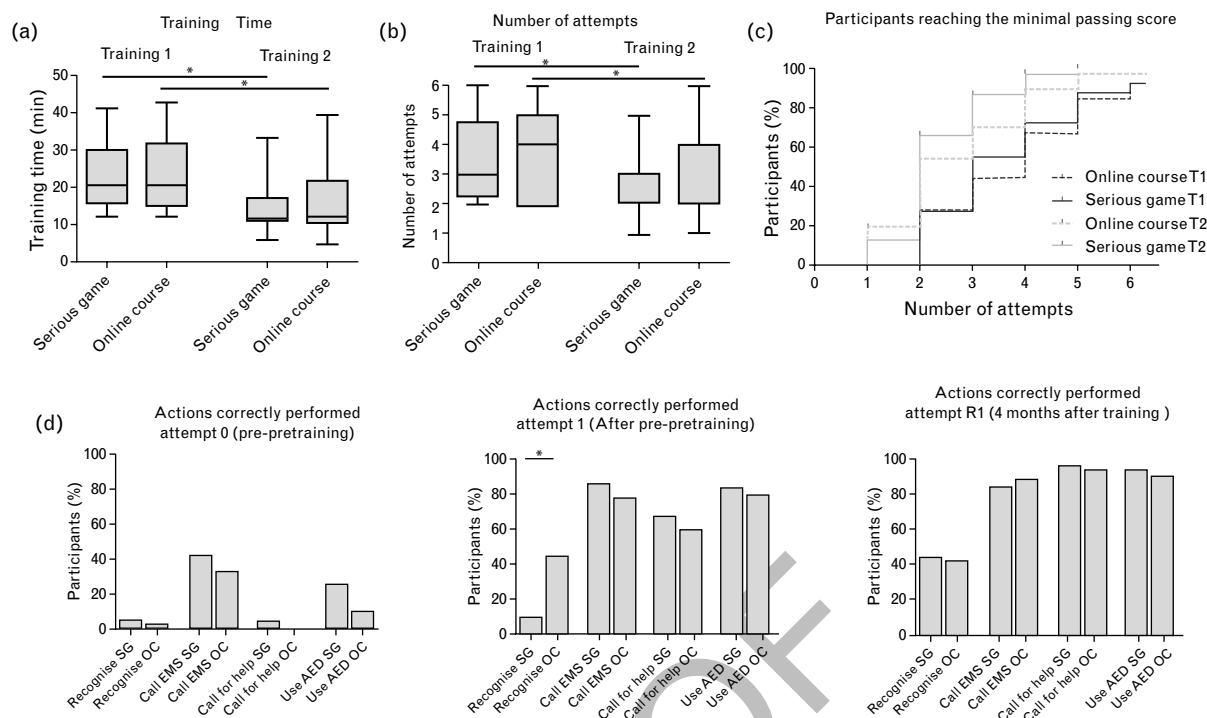 (a)
Training Time
Training 1
Training 2
*
*
Training time (min)
50
40
30
20
10
0
Serious game
Online course
Serious game
Online course
(b)
Number of attempts
Training 1
Training 2
*
*
Number of attempts
6
5
4
3
2
1
0
Serious game
Online course
Serious game
Online course
(c)
Participants reaching the minimal passing score
Participants (%)
100
80
60
40
20
0
1
2
3
4
5
6
Number of attempts
Online course T1
Serious game T1
Online course T2
Serious game T2
(d)
Actions correctly performed
attempt 0 (pre-pretraining)
Participants (%)
100
80
60
40
20
0
Recognise SG
Recognise OC
Call EMS SG
Call EMS OC
Call for help SG
Call for help OC
Use AED SG
Use AED OC
Actions correctly performed
attempt 1 (After pre-pretraining)
*
Participants (%)
100
80
60
40
20
0
Recognise SG
Recognise OC
Call EMS SG
Call EMS OC
Call for help SG
Call for help OC
Use AED SG
Use AED OC
Actions correctly performed
attempt R1 (4 months after training )
Participants (%)
100
80
60
40
20
0
Recognise SG
Recognise OC
Call EMS SG
Call EMS OC
Call for help SG
Call for help OC
Use AED SG
Use AED OC